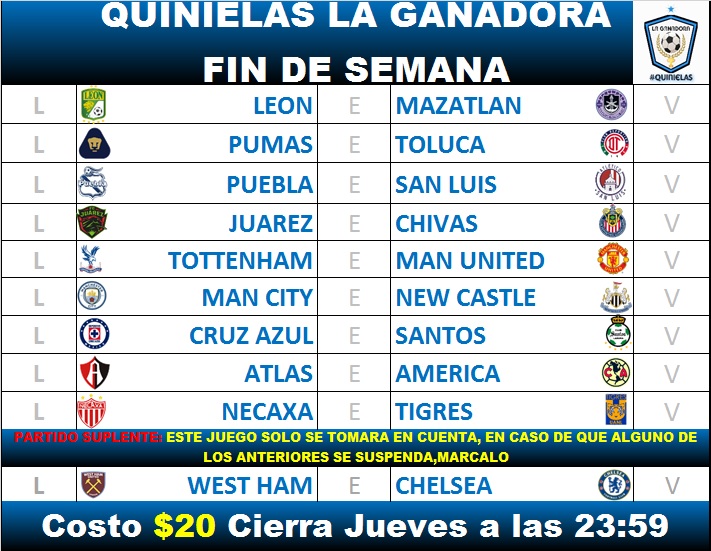 QUINIELAS LA GANADORA
FIN DE SEMANA
LA GANADORA
#QUINIELAS
L LEON E MAZATLAN V
L PUMAS E TOLUCA V
L PUEBLA E SAN LUIS V
L JUAREZ E CHIVAS V
L TOTTENHAM E MAN UNITED V
L MAN CITY E NEW CASTLE V
L CRUZ AZUL E SANTOS V
L ATLAS E AMERICA V
L NECAXA E TIGRES V
PARTIDO SUPLENTE: ESTE JUEGO SOLO SE TOMARA EN CUENTA, EN CASO DE QUE ALGUNO DE
LOS ANTERIORES SE SUSPENDA,MARCALO
L WEST HAM E CHELSEA V
Costo $20 Cierra Jueves a las 23:59